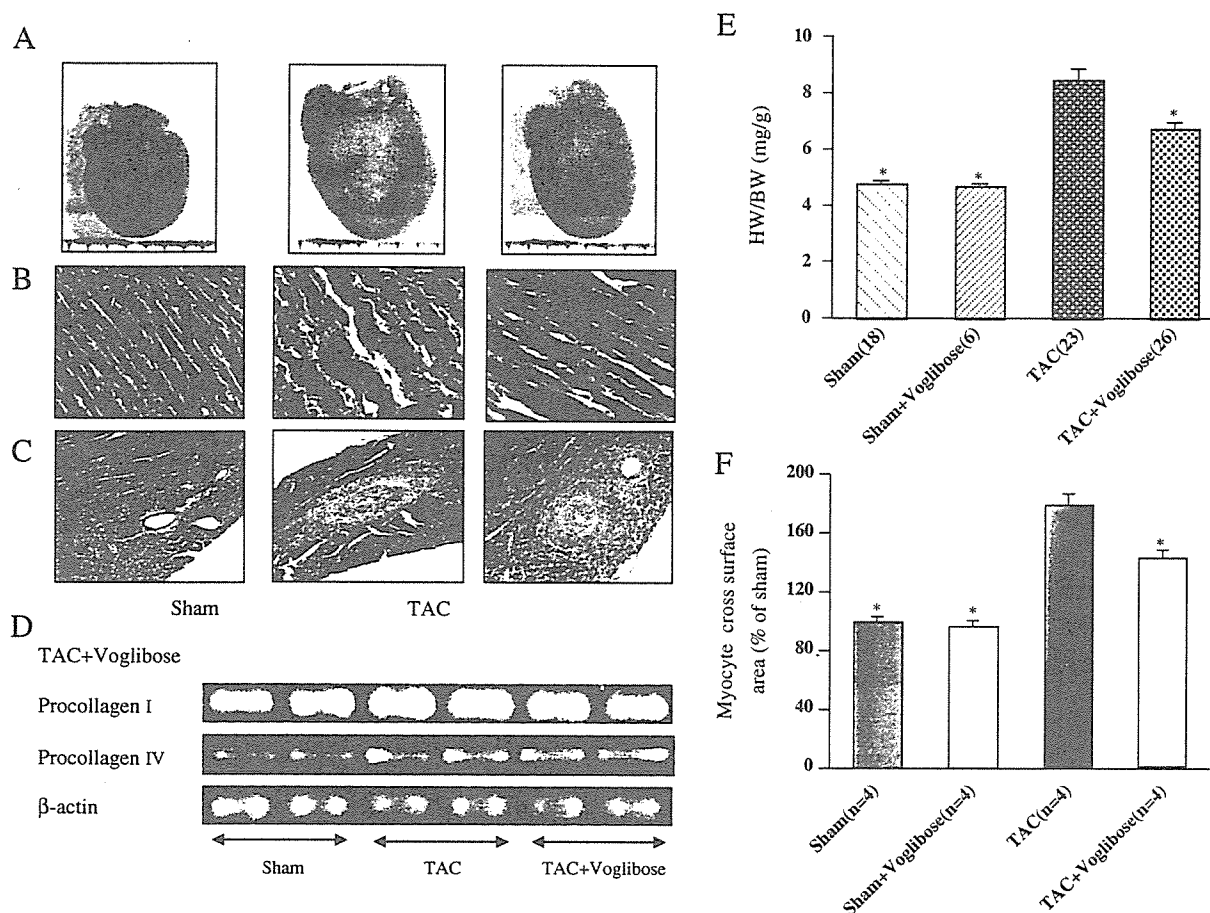 A
B
C
Sham
TAC
D
TAC+Voglibose
Procollagen I
Procollagen IV
β-actin
Sham
TAC
TAC+Voglibose
E
HW/BW (mg/g)
10
8
6
4
2
0
*
*
*
Sham(18)
Sham+Voglibose(6)
TAC(23)
TAC+Voglibose(26)
F
Myocyte cross surface
area (% of sham)
200
160
120
80
40
0
*
*
*
Sham(n=4)
Sham+Voglibose(n=4)
TAC(n=4)
TAC+Voglibose(n=4)